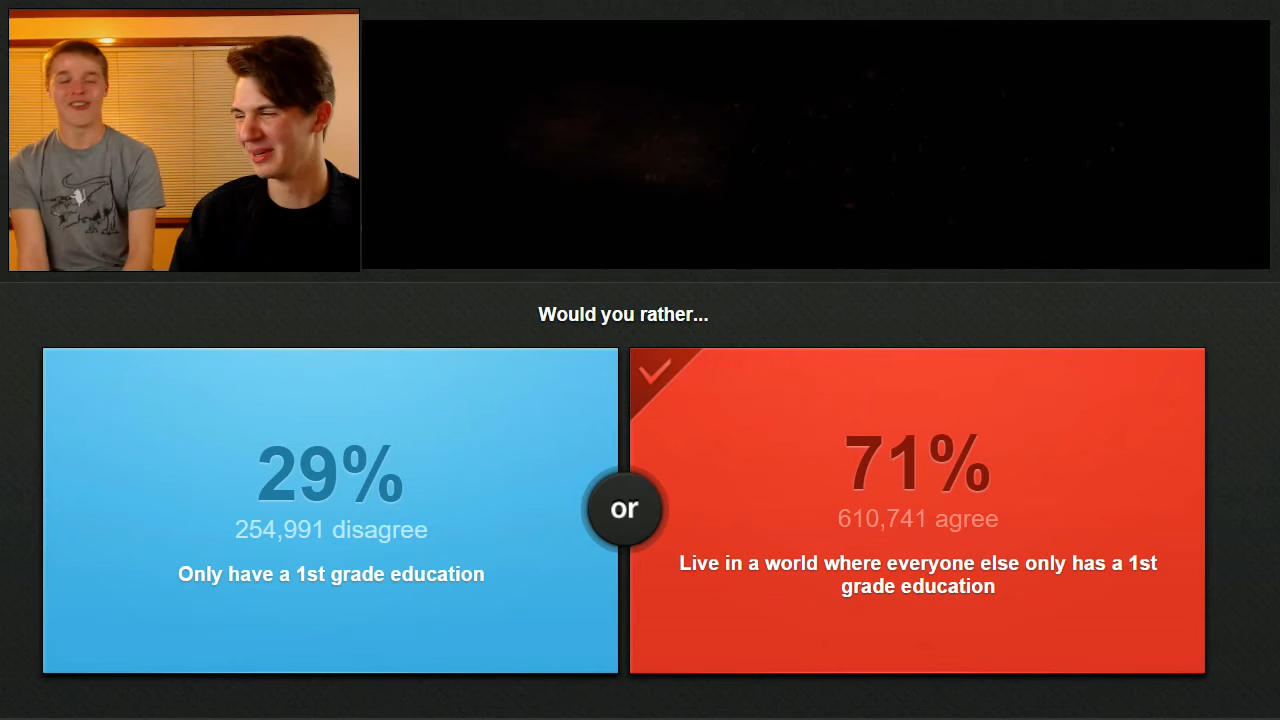 Would you rather...
29%
254,991 disagree
Only have a 1st grade education
or
71%
610,741 agree
Live in a world where everyone else only has a 1st
grade education